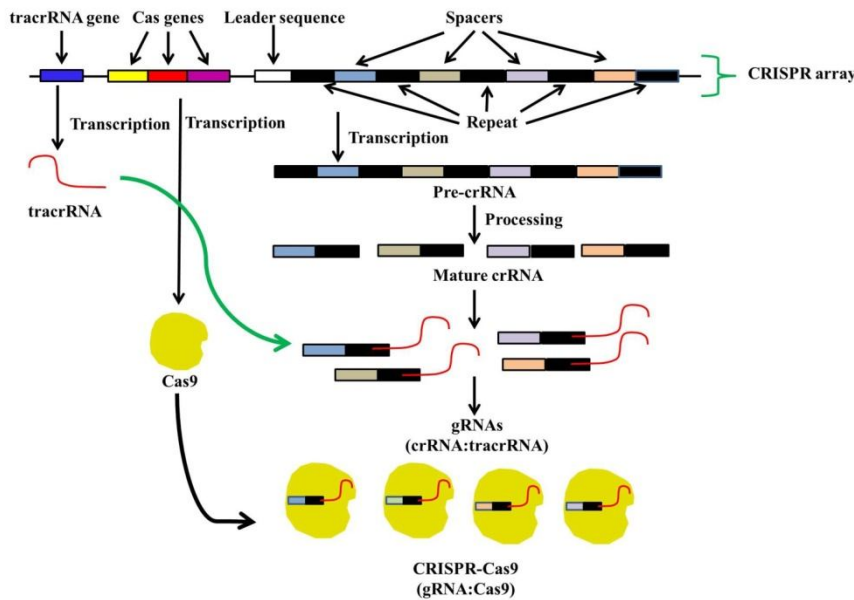 tracrRNA gene
Cas genes
Leader sequence
Spacers
CRISPR array
Transcription
Transcription
Transcription
Repeat
tracrRNA
Pre-crRNA
Processing
Mature crRNA
Cas9
gRNAs
(crRNA:tracrRNA)
CRISPR-Cas9
(gRNA:Cas9)